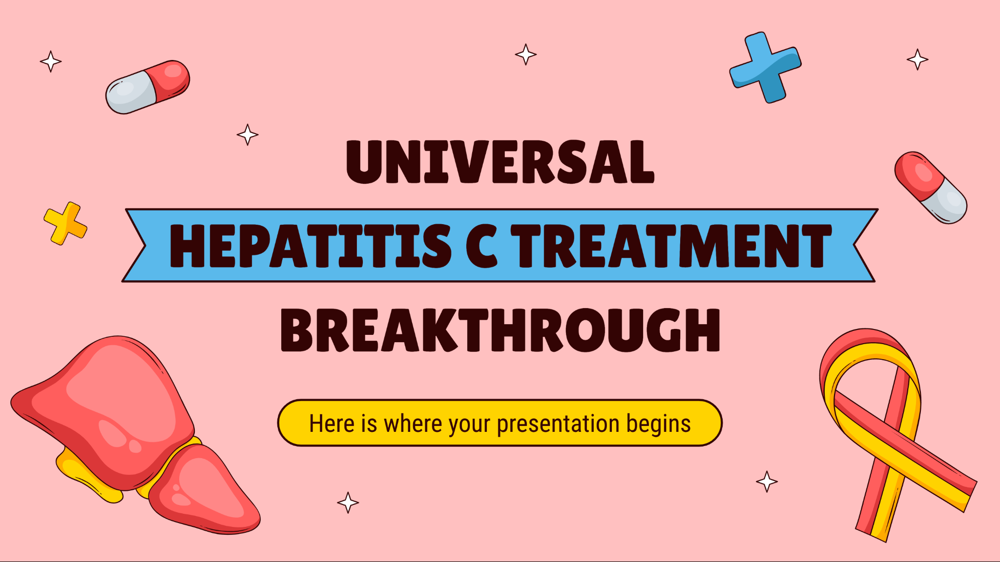 UNIVERSAL
HEPATITIS C TREATMENT
BREAKTHROUGH
Here is where your presentation begins